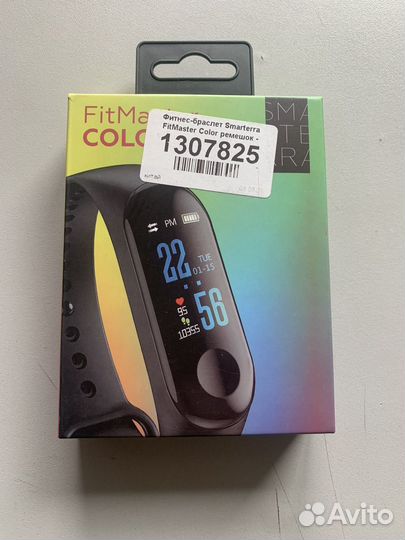 FitMa
COLO
SMA
TE
RA
Фитнес-браслет Smarterra
FitMaster Color ремешок -
1307825
КИТАЙ
PM
22
TUE
01-15
56
95
10355
Avito